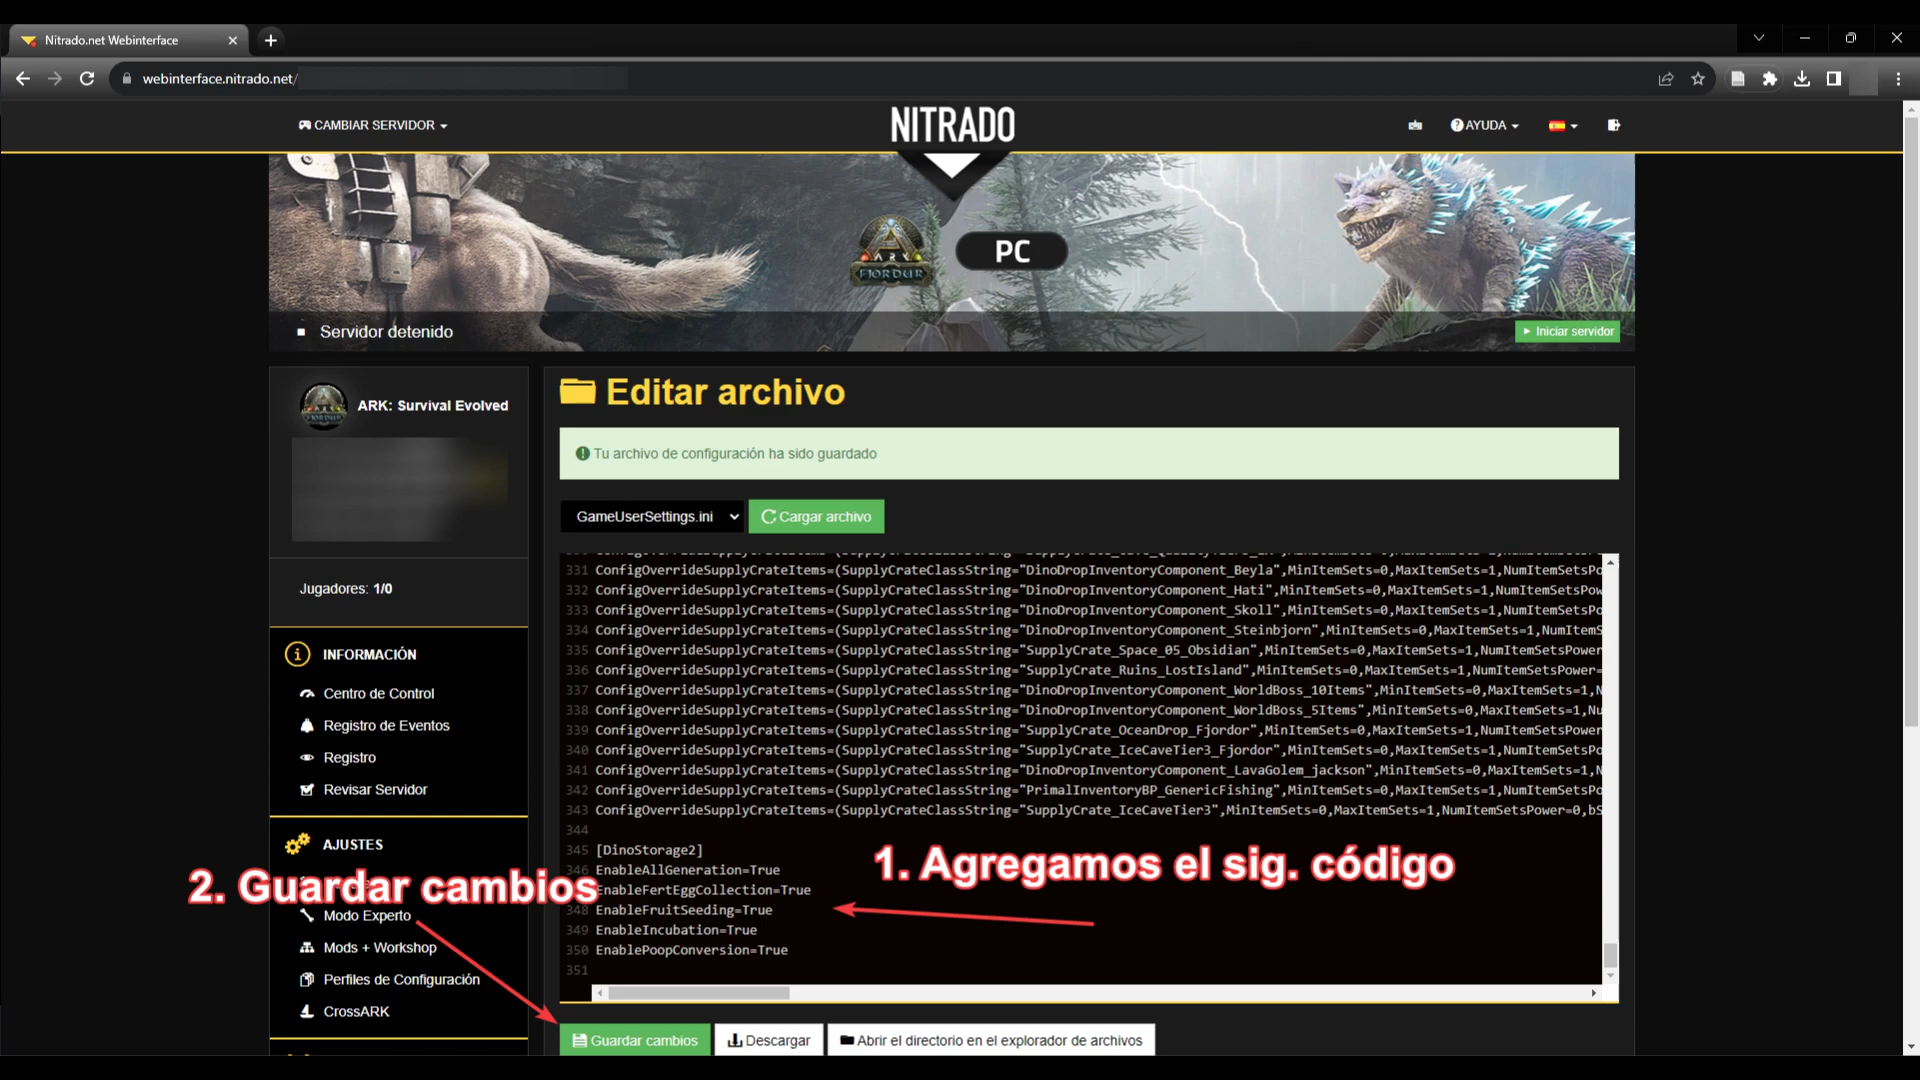 Nitrado.net Webinterface
webinterface.nitrado.net/
CAMBIAR SERVIDOR
NITRADO
AYUDA
ARK
FJORDUR
PC
Servidor detenido
Iniciar servidor
ARK: Survival Evolved
Jugadores: 1/0
INFORMACIÓN
Centro de Control
Registro de Eventos
Registro
Revisar Servidor
AJUSTES
2. Guardar cambios
Modo Experto
Mods + Workshop
Perfiles de Configuración
CrossARK
Editar archivo
Tu archivo de configuración ha sido guardado
GameUserSettings.ini
Cargar archivo
331 ConfigOverrideSupplyCrateItems=(SupplyCrateClassString="DinoDropInventoryComponent_Beyla",MinItemSets=0,MaxItemSets=1,NumItemSetsPo
332 ConfigOverrideSupplyCrateItems=(SupplyCrateClassString="DinoDropInventoryComponent_Hati",MinItemSets=0,MaxItemSets=1,NumItemSetsPow
333 ConfigOverrideSupplyCrateItems=(SupplyCrateClassString="DinoDropInventoryComponent_Skoll",MinItemSets=0,MaxItemSets=1,NumItemSetsPo
334 ConfigOverrideSupplyCrateItems=(SupplyCrateClassString="DinoDropInventoryComponent_Steinbjorn",MinItemSets=0,MaxItemSets=1,NumItemS
335 ConfigOverrideSupplyCrateItems=(SupplyCrateClassString="SupplyCrate_Space_05_Obsidian",MinItemSets=0,MaxItemSets=1,NumItemSetsPower
336 ConfigOverrideSupplyCrateItems=(SupplyCrateClassString="SupplyCrate_Ruins_LostIsland",MinItemSets=0,MaxItemSets=1,NumItemSetsPower=
337 ConfigOverrideSupplyCrateItems=(SupplyCrateClassString="DinoDropInventoryComponent_WorldBoss_10Items",MinItemSets=0,MaxItemSets=1,N
338 ConfigOverrideSupplyCrateItems=(SupplyCrateClassString="DinoDropInventoryComponent_WorldBoss_5Items",MinItemSets=0,MaxItemSets=1,Nu
339 ConfigOverrideSupplyCrateItems=(SupplyCrateClassString="SupplyCrate_OceanDrop_Fjordor",MinItemSets=0,MaxItemSets=1,NumItemSetsPower
340 ConfigOverrideSupplyCrateItems=(SupplyCrateClassString="SupplyCrate_IceCaveTier3_Fjordor",MinItemSets=0,MaxItemSets=1,NumItemSetsPo
341 ConfigOverrideSupplyCrateItems=(SupplyCrateClassString="DinoDropInventoryComponent_LavaGolem_jackson",MinItemSets=0,MaxItemSets=1,N
342 ConfigOverrideSupplyCrateItems=(SupplyCrateClassString="PrimalInventoryBP_GenericFishing",MinItemSets=0,MaxItemSets=1,NumItemSetsPo
343 ConfigOverrideSupplyCrateItems=(SupplyCrateClassString="SupplyCrate_IceCaveTier3",MinItemSets=0,MaxItemSets=1,NumItemSetsPower=0,bS
344
345 [DinoStorage2]
1. Agregamos el sig. código
346 EnableAllGeneration=True
EnableFertEggCollection=True
348 EnableFruitSeeding=True
349 EnableIncubation=True
350 EnablePoopConversion=True
351
Guardar cambios
Descargar
Abrir el directorio en el explorador de archivos